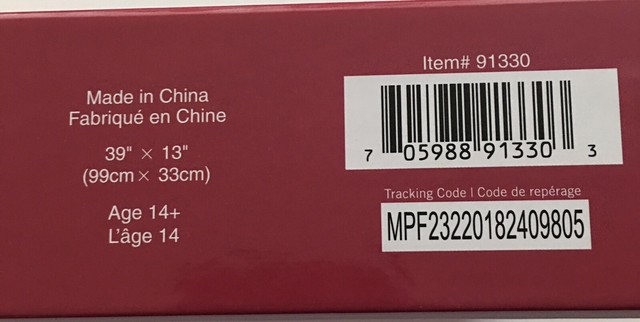 Made in China
Fabriqué en Chine
39" × 13"
(99cm × 33cm)
Age 14+
L'âge 14
Item# 91330
7 05988 91330 3
Tracking Code | Code de repérage
MPF23220182409805